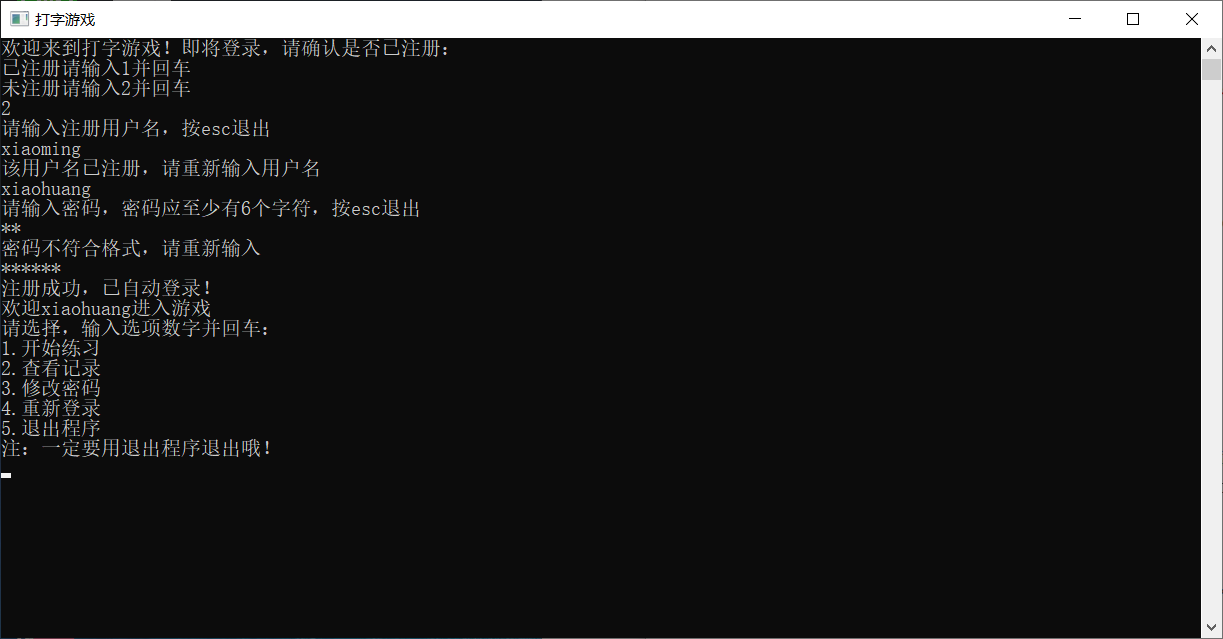 打字游戏
欢迎来到打字游戏！即将登录，请确认是否已注册：
已注册请输入1并回车
未注册请输入2并回车
2
请输入注册用户名，按esc退出
xiaoming
该用户名已注册，请重新输入用户名
xiaohuang
请输入密码，密码应至少有6个字符，按esc退出
**
密码不符合格式，请重新输入
******
注册成功，已自动登录！
欢迎xiaohuang进入游戏
请选择，输入选项数字并回车：
1.开始练习
2.查看记录
3.修改密码
4.重新登录
5.退出程序
注：一定要用退出程序退出哦！